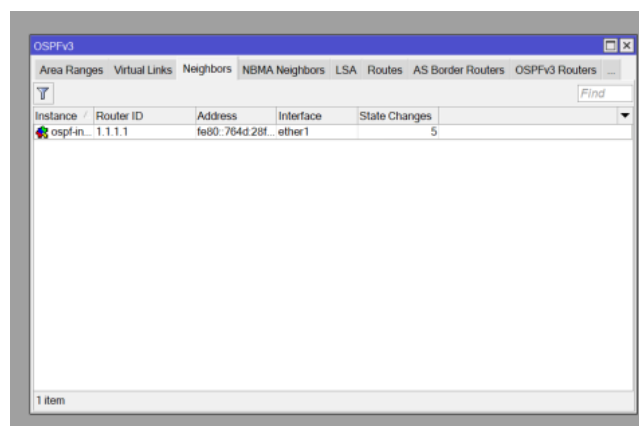 OSPFv3
Area Ranges Virtual Links Neighbors NBMA Neighbors LSA Routes AS Border Routers OSPFv3 Routers ...
Find
Instance Router ID Address Interface State Changes
ospf-in... 1.1.1.1 fe80::764d:28f... ether1 5
1 item